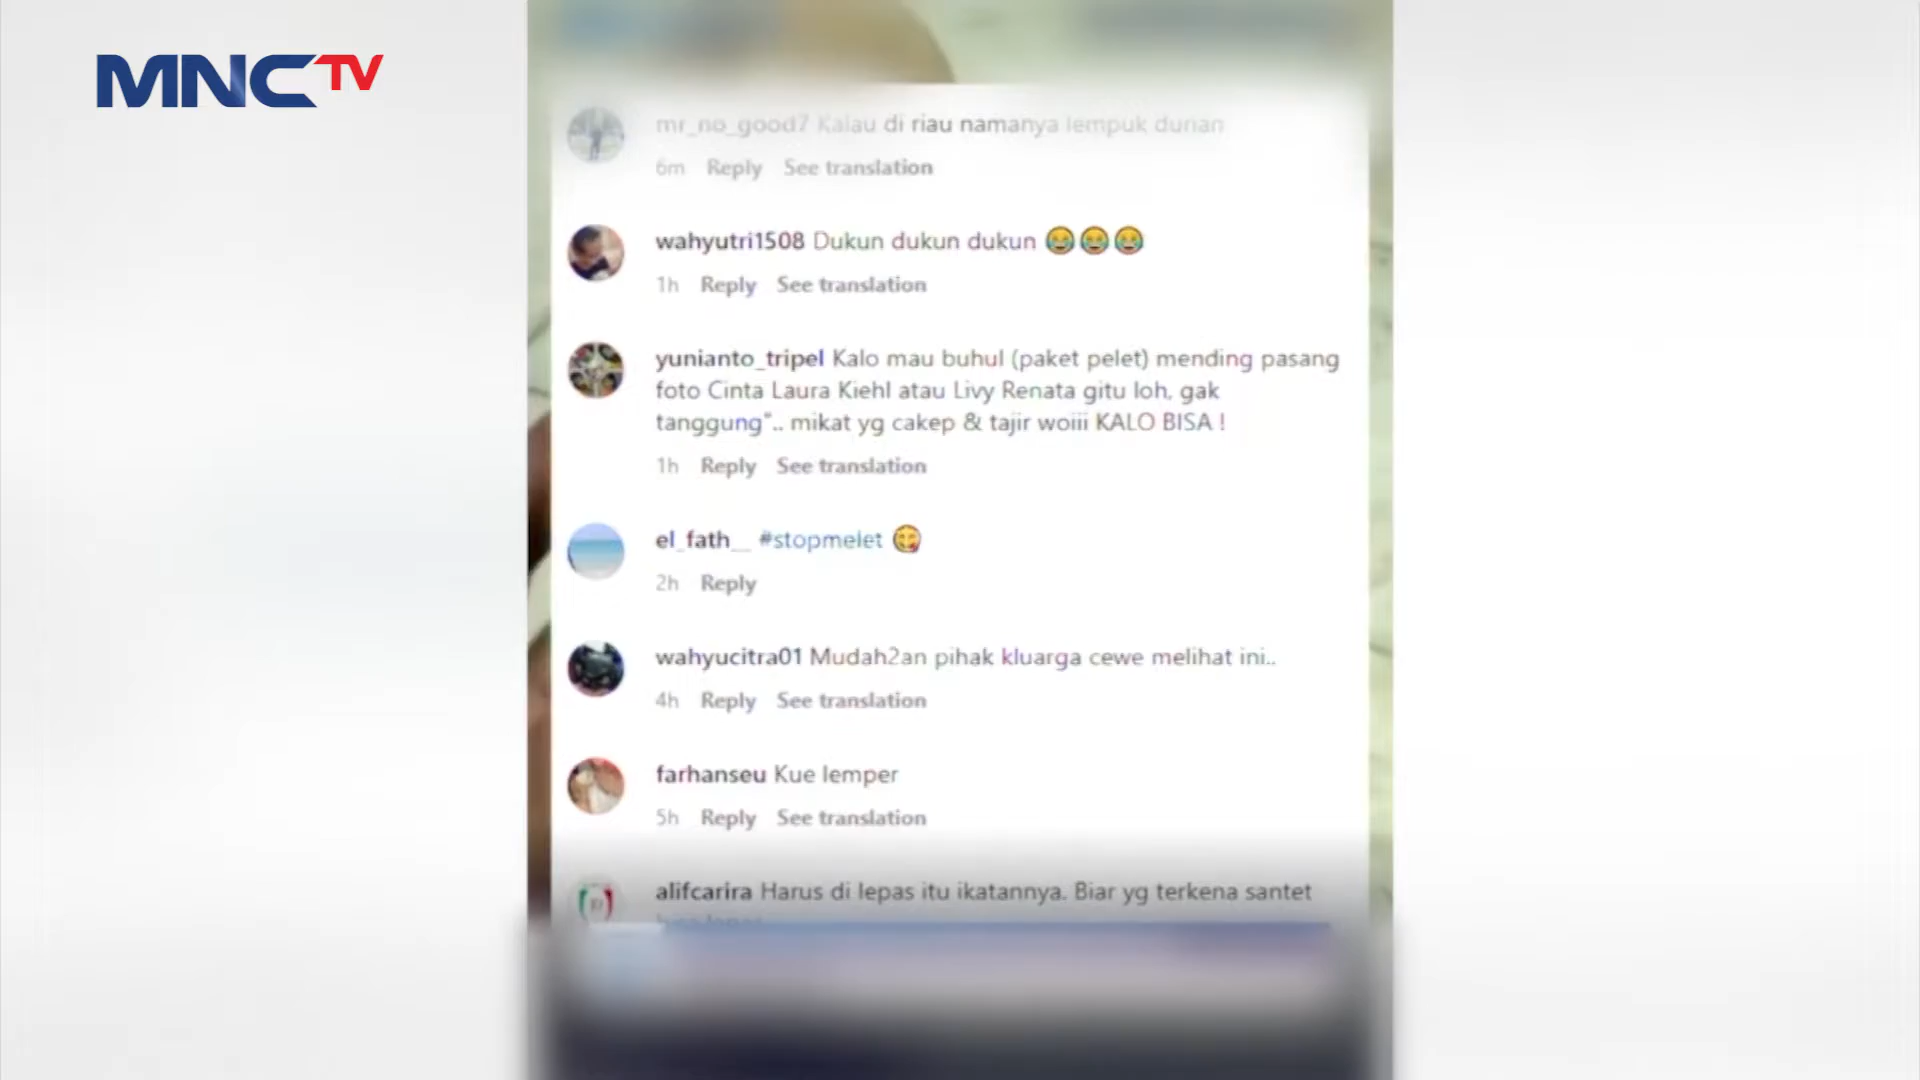 MNCTV
mr_no_good7 Kalau di riau namanya lempuk durian
6m Reply See translation
wahyutri1508 Dukun dukun dukun 😂😂😂
1h Reply See translation
yunianto_tripel Kalo mau buhul (paket pelet) mending pasang
foto Cinta Laura Kiehl atau Livy Renata gitu loh, gak
tanggung".. mikat yg cakep & tajir woiii KALO BISA !
1h Reply See translation
el_fath__ #stopmelet 😋
2h Reply
wahyucitra01 Mudah2an pihak kluarga cewe melihat ini..
4h Reply See translation
farhanseu Kue lemper
5h Reply See translation
alifcarira Harus di lepas itu ikatannya. Biar yg terkena santet